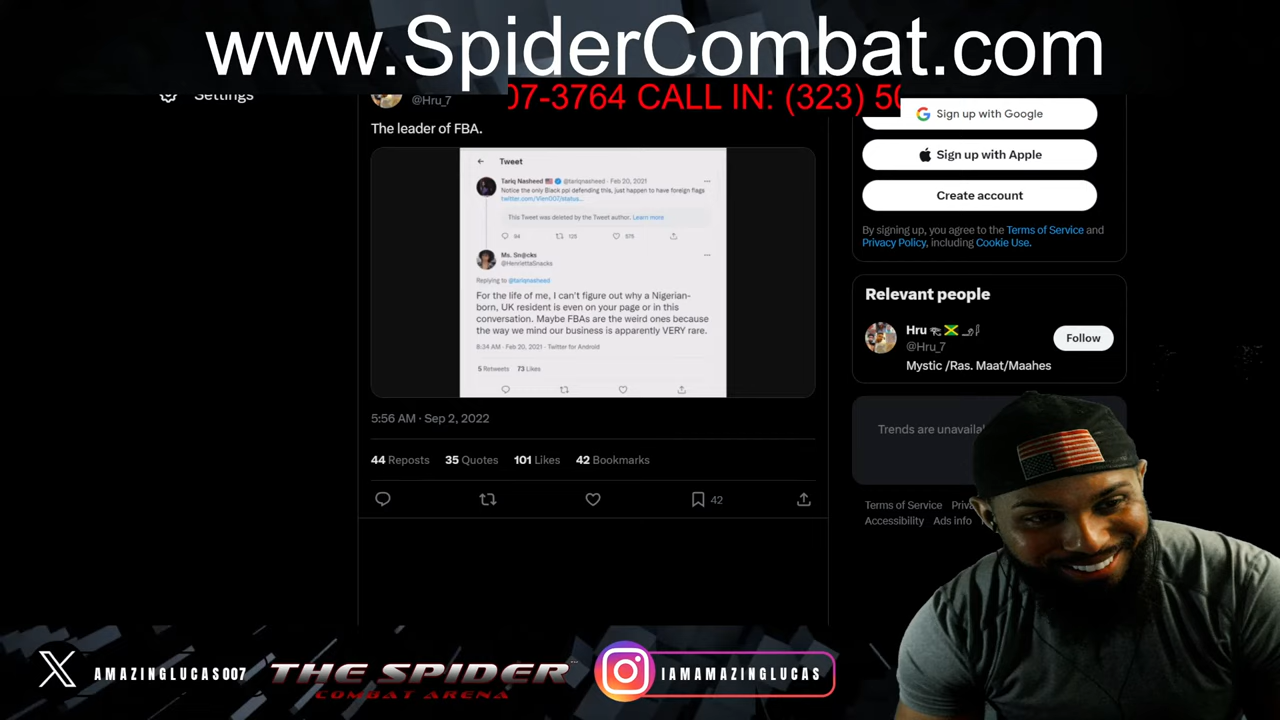 www.SpiderCombat.com
07-3764 CALL IN: (323) 50
Settings
@Hru_7
The leader of FBA.
Tweet
Tariq Nasheed @tariqnasheed · Feb 20, 2021
Notice the only Black ppl defending this, just happen to have foreign flags
This Tweet was deleted by the Tweet author. Learn more
94
125
675
Ms. Sn@cks
@HenriettaSnacks
Replying to @tariqnasheed
For the life of me, I can't figure out why a Nigerian-
born, UK resident is even on your page or in this
conversation. Maybe FBAs are the weird ones because
the way we mind our business is apparently VERY rare.
8:34 AM · Feb 20, 2021 · Twitter for Android
5 Retweets 73 Likes
5:56 AM · Sep 2, 2022
44 Reposts 35 Quotes 101 Likes 42 Bookmarks
42
Sign up with Google
Sign up with Apple
Create account
By signing up, you agree to the Terms of Service and
Privacy Policy, including Cookie Use.
Relevant people
Hru
@Hru_7
Follow
Mystic /Ras. Maat/Maahes
Trends are unavail
Terms of Service Priv
Accessibility Ads info
AMAZINGLUCAS007
THE SPIDER
COMBAT ARENA
IAMAMAZINGLUCAS